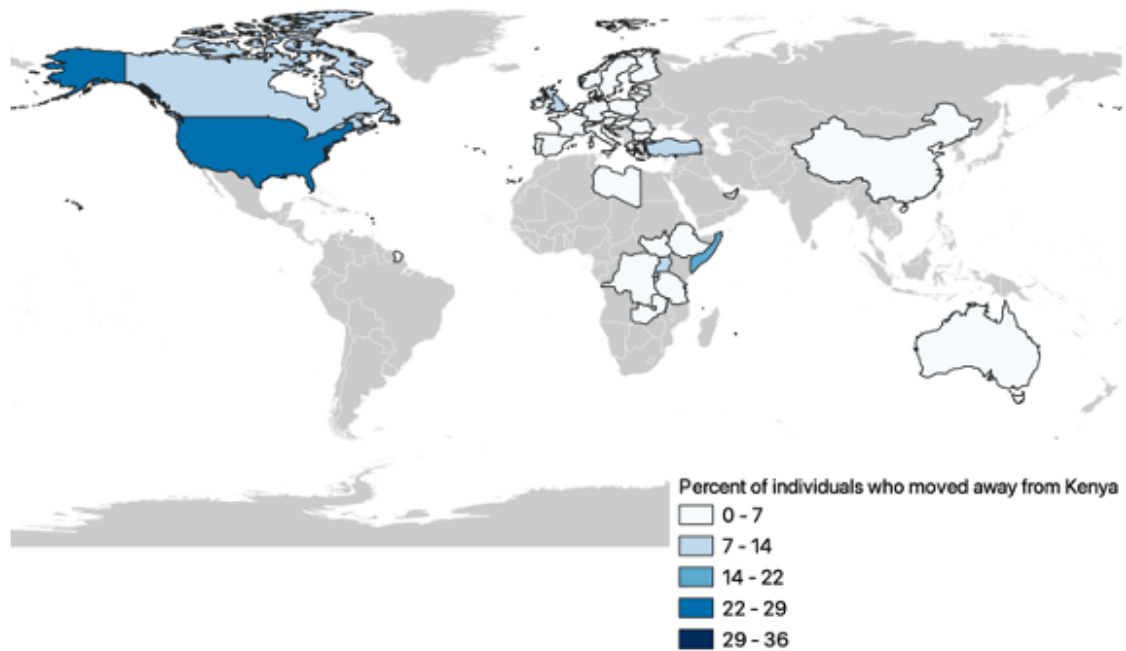 Percent of individuals who moved away from Kenya
0 - 7
7 - 14
14 - 22
22 - 29
29 - 36